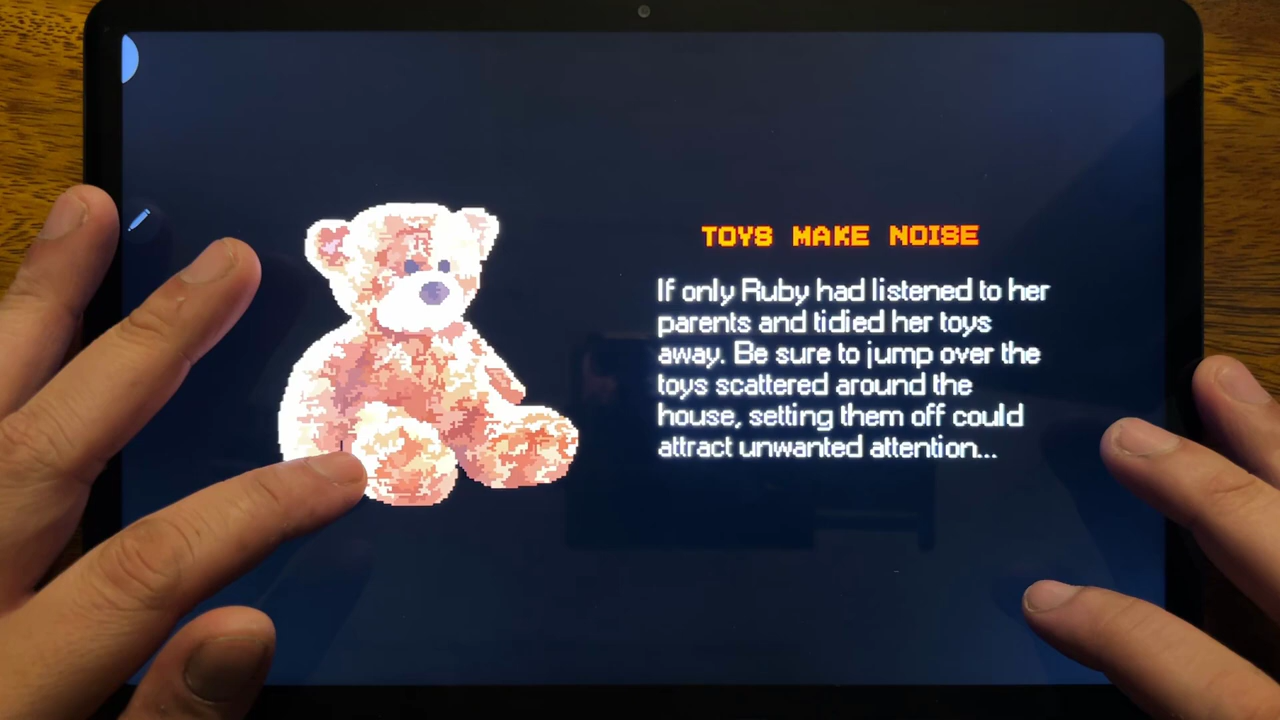 TOYS MAKE NOISE
If only Ruby had listened to her
parents and tidied her toys
away. Be sure to jump over the
toys scattered around the
house, setting them off could
attract unwanted attention...